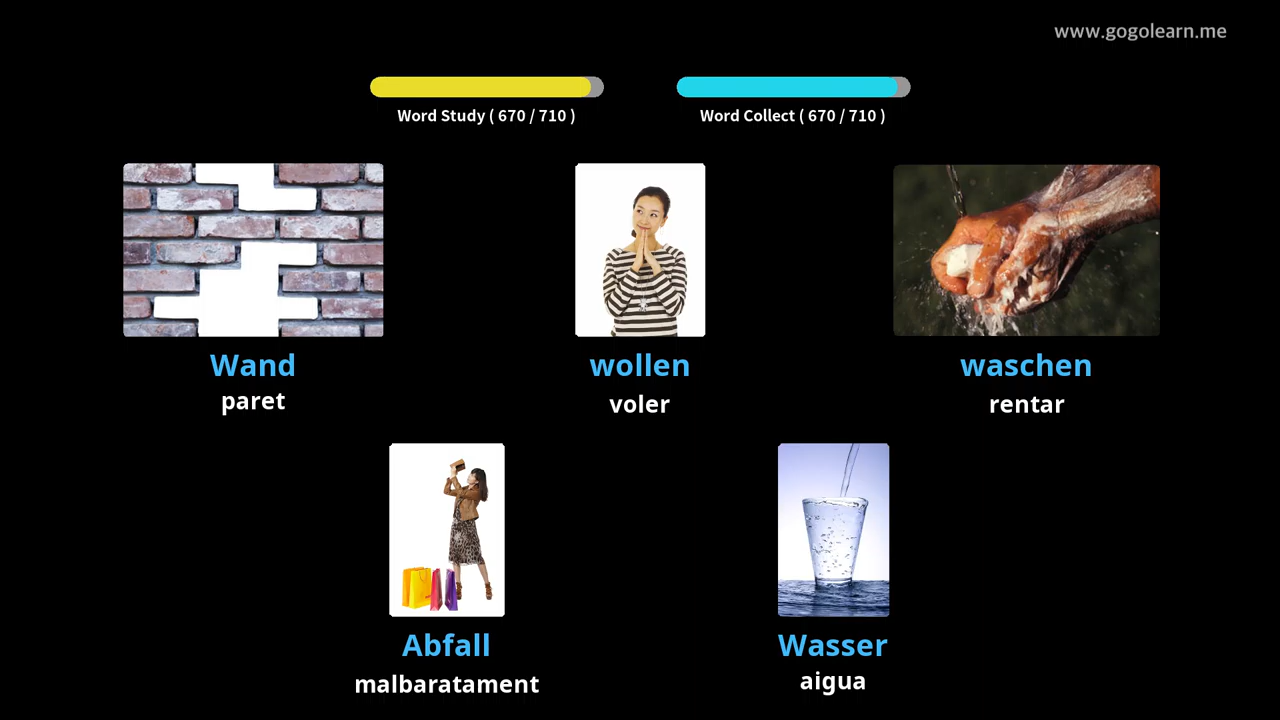 www.gogolearn.me
Word Study ( 670 / 710 )
Word Collect ( 670 / 710 )
Wand
paret
wollen
voler
waschen
rentar
Abfall
malbaratament
Wasser
aigua